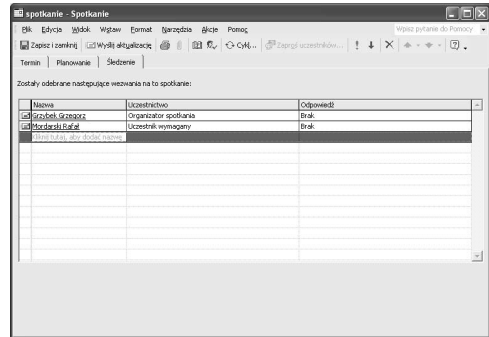 spotkanie - Spotkanie
Plik Edycja Widok Wstaw Format Narzędzia Akcje Pomoc Wpisz pytanie do Pomocy
Zapisz i zamknij Wyślij aktualizację Cykl... Zaproś uczestników...
Termin Planowanie Śledzenie
Zostały odebrane następujące wezwania na to spotkanie:
Nazwa Uczestnictwo Odpowiedź
Grzybek Grzegorz Organizator spotkania Brak
Mordarski Rafał Uczestnik wymagany Brak
Kliknij tutaj, aby dodać nazwę